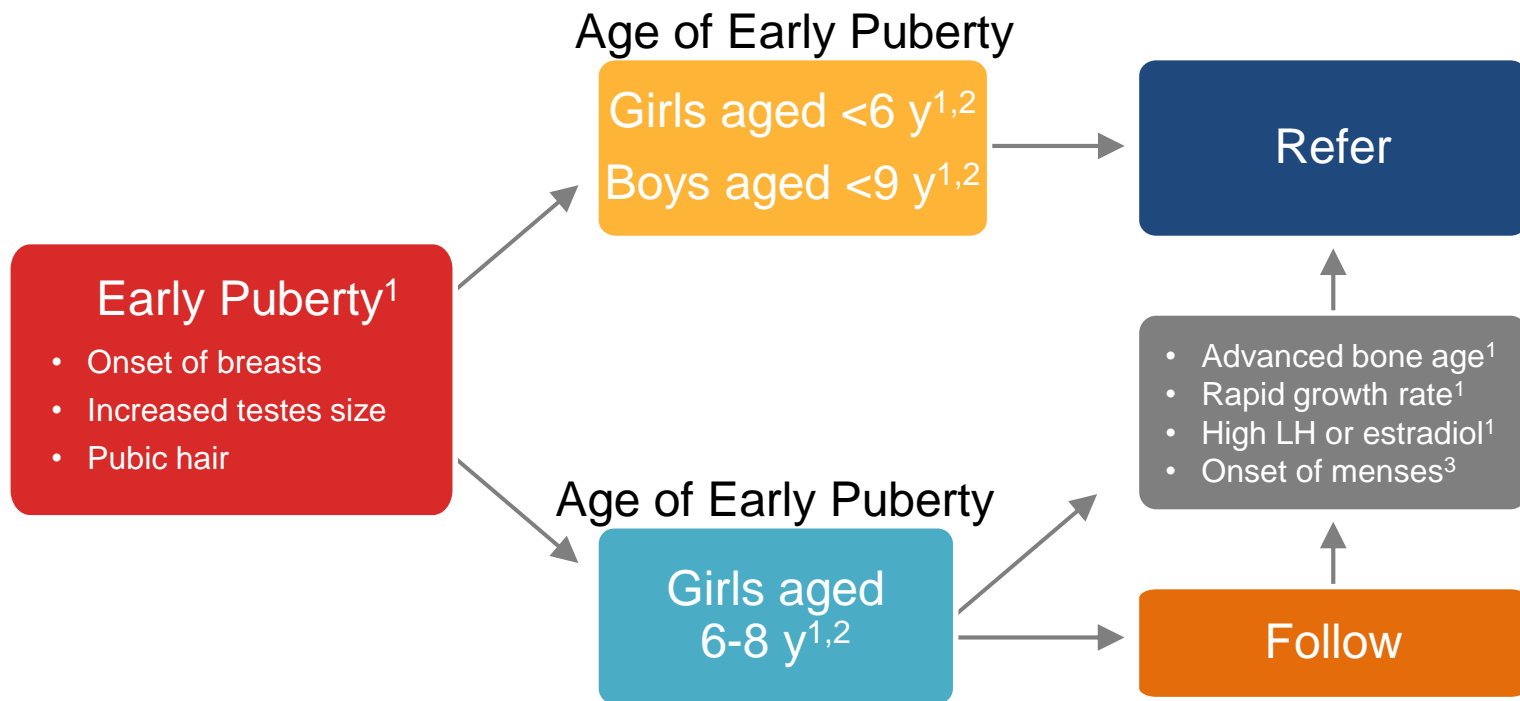 Age of Early Puberty
Girls aged <6 y1,2
Boys aged <9 y1,2
Refer
Early Puberty1
• Onset of breasts
• Increased testes size
• Pubic hair
• Advanced bone age1
• Rapid growth rate1
• High LH or estradiol1
• Onset of menses3
Age of Early Puberty
Girls aged
6-8 y1,2
Follow